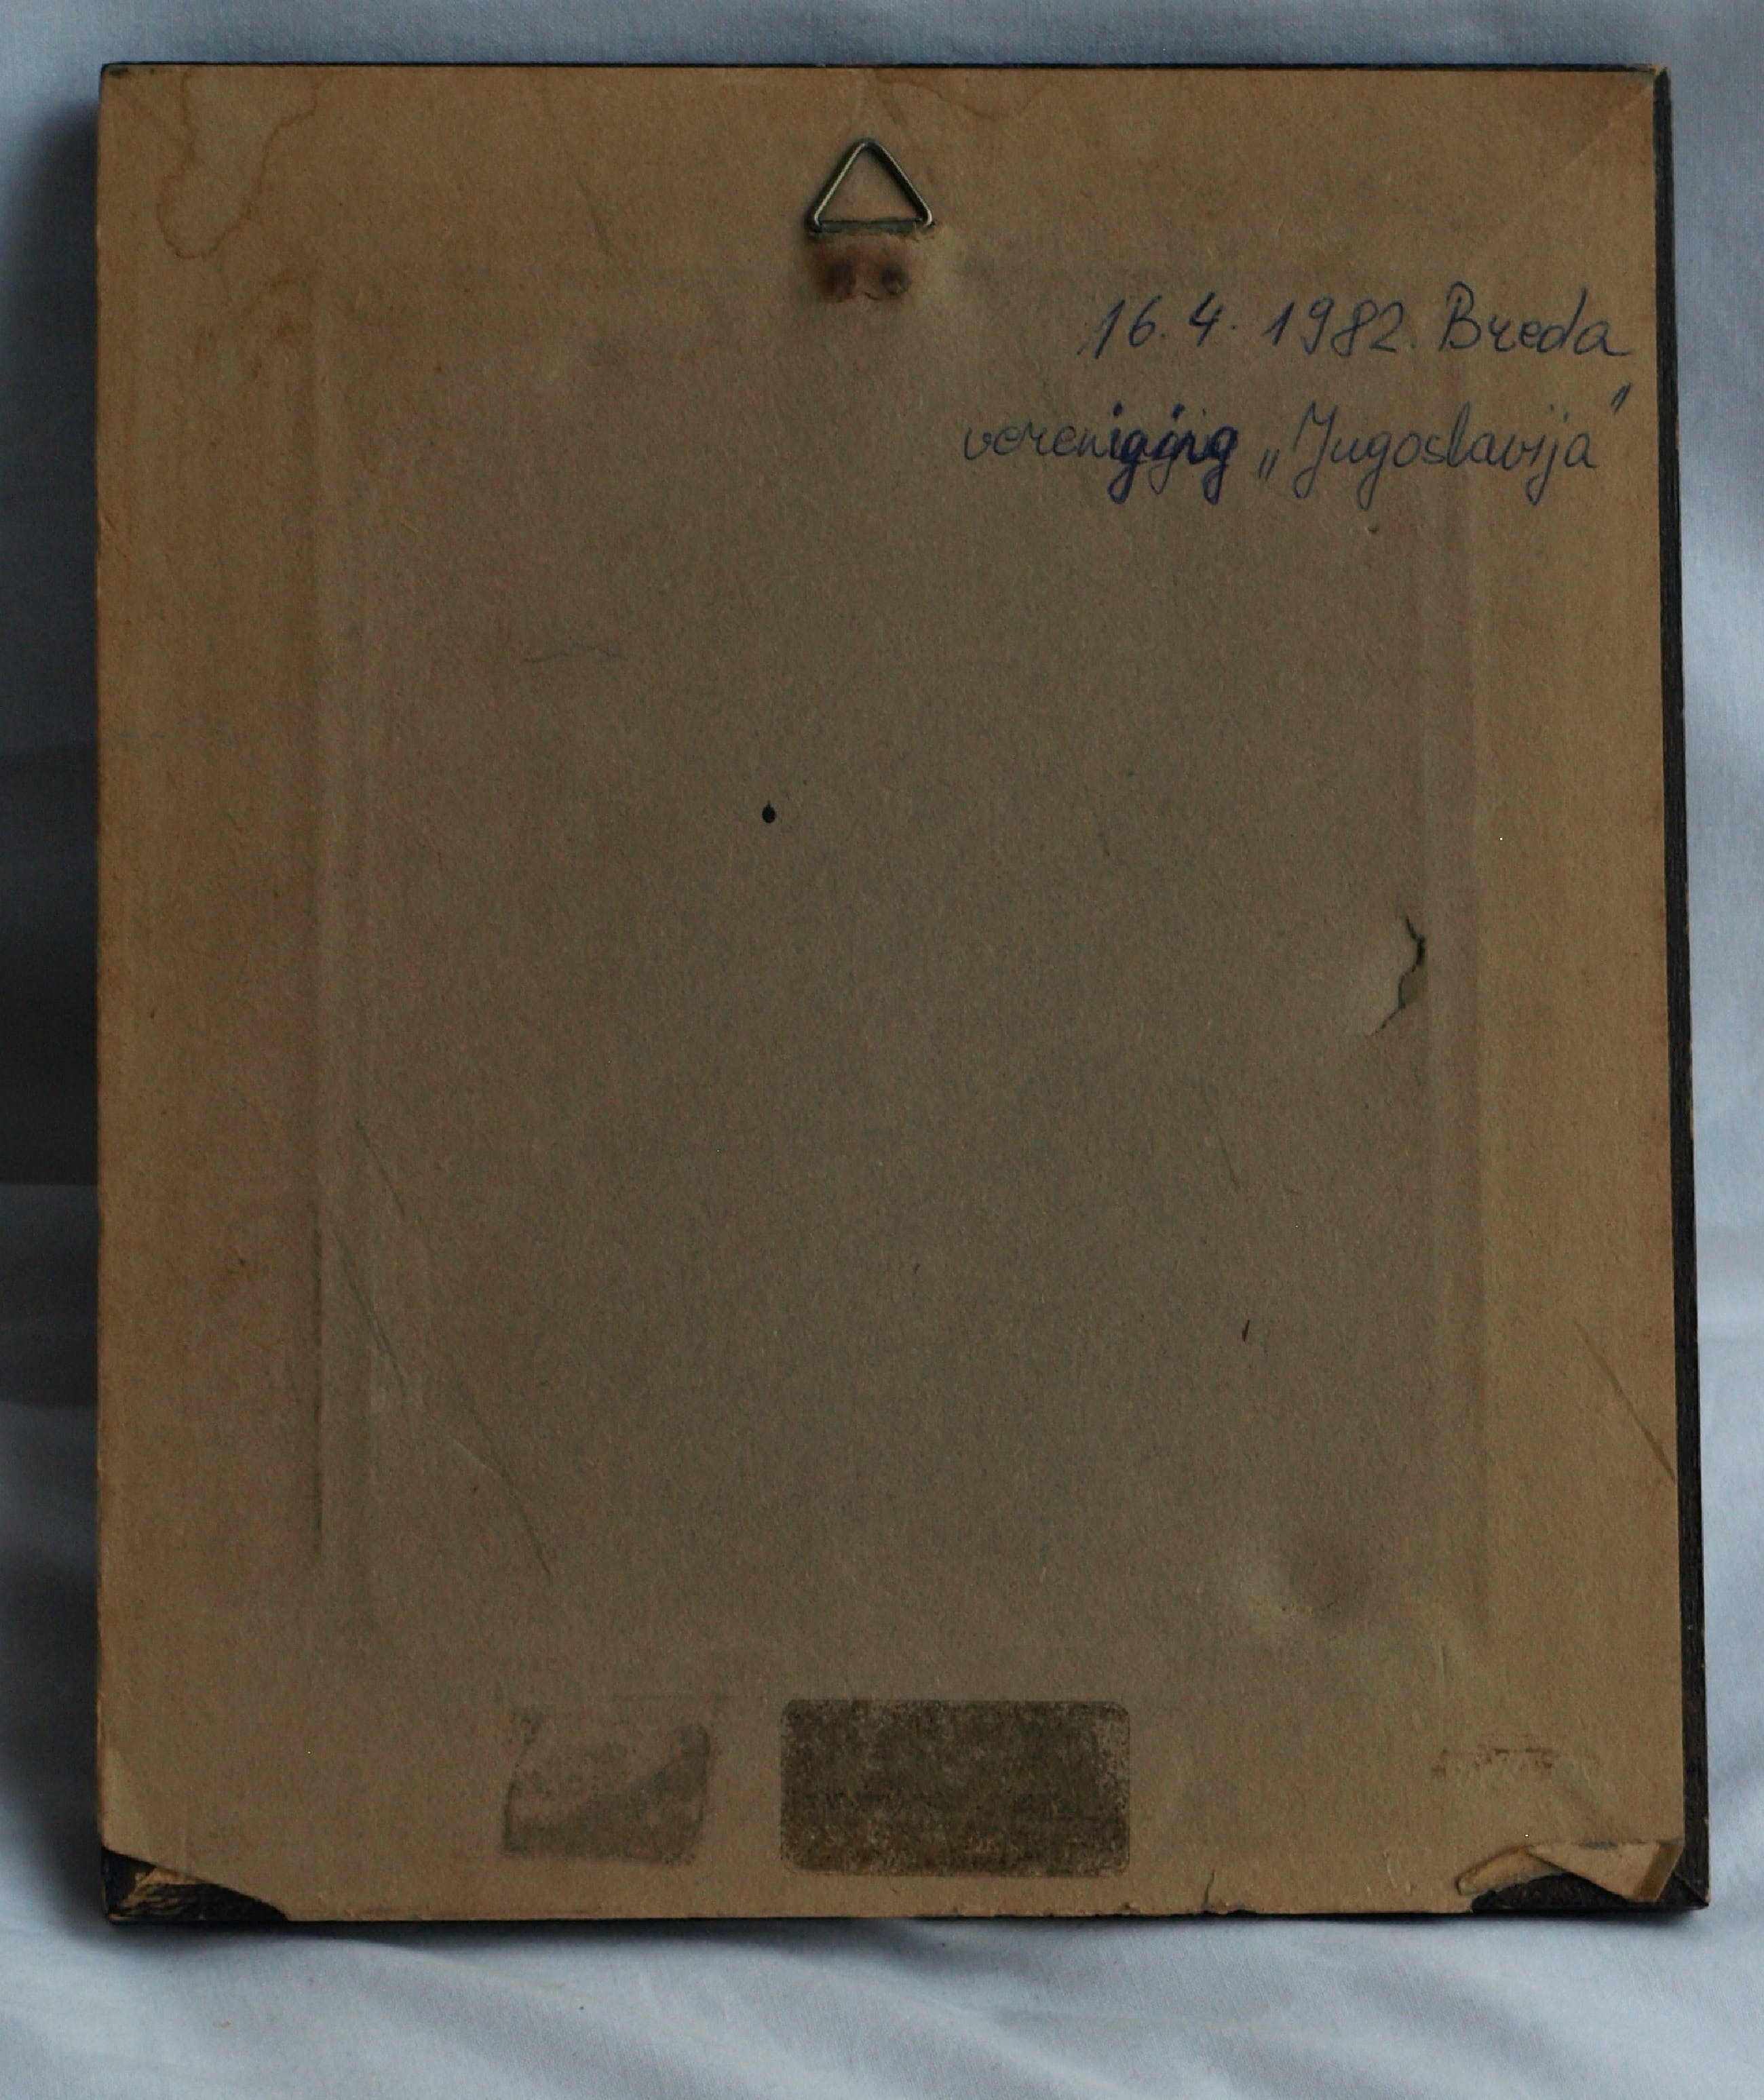 16.4.1982. Breda
vereniging „Jugoslavija"